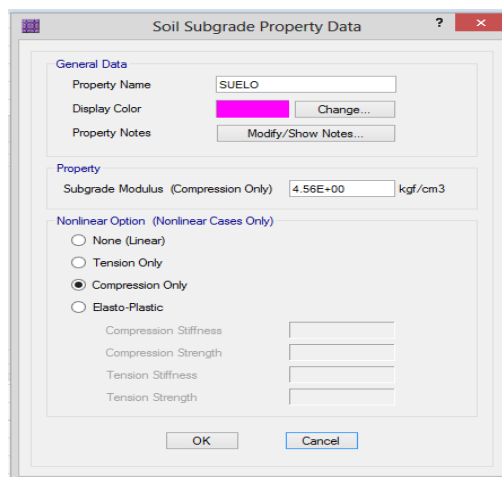 Soil Subgrade Property Data
?
×
General Data
Property Name SUELO
Display Color Change...
Property Notes Modify/Show Notes...
Property
Subgrade Modulus (Compression Only) 4.56E+00 kgf/cm3
Nonlinear Option (Nonlinear Cases Only)
None (Linear)
Tension Only
Compression Only
Elasto-Plastic
Compression Stiffness
Compression Strength
Tension Stiffness
Tension Strength
OK Cancel